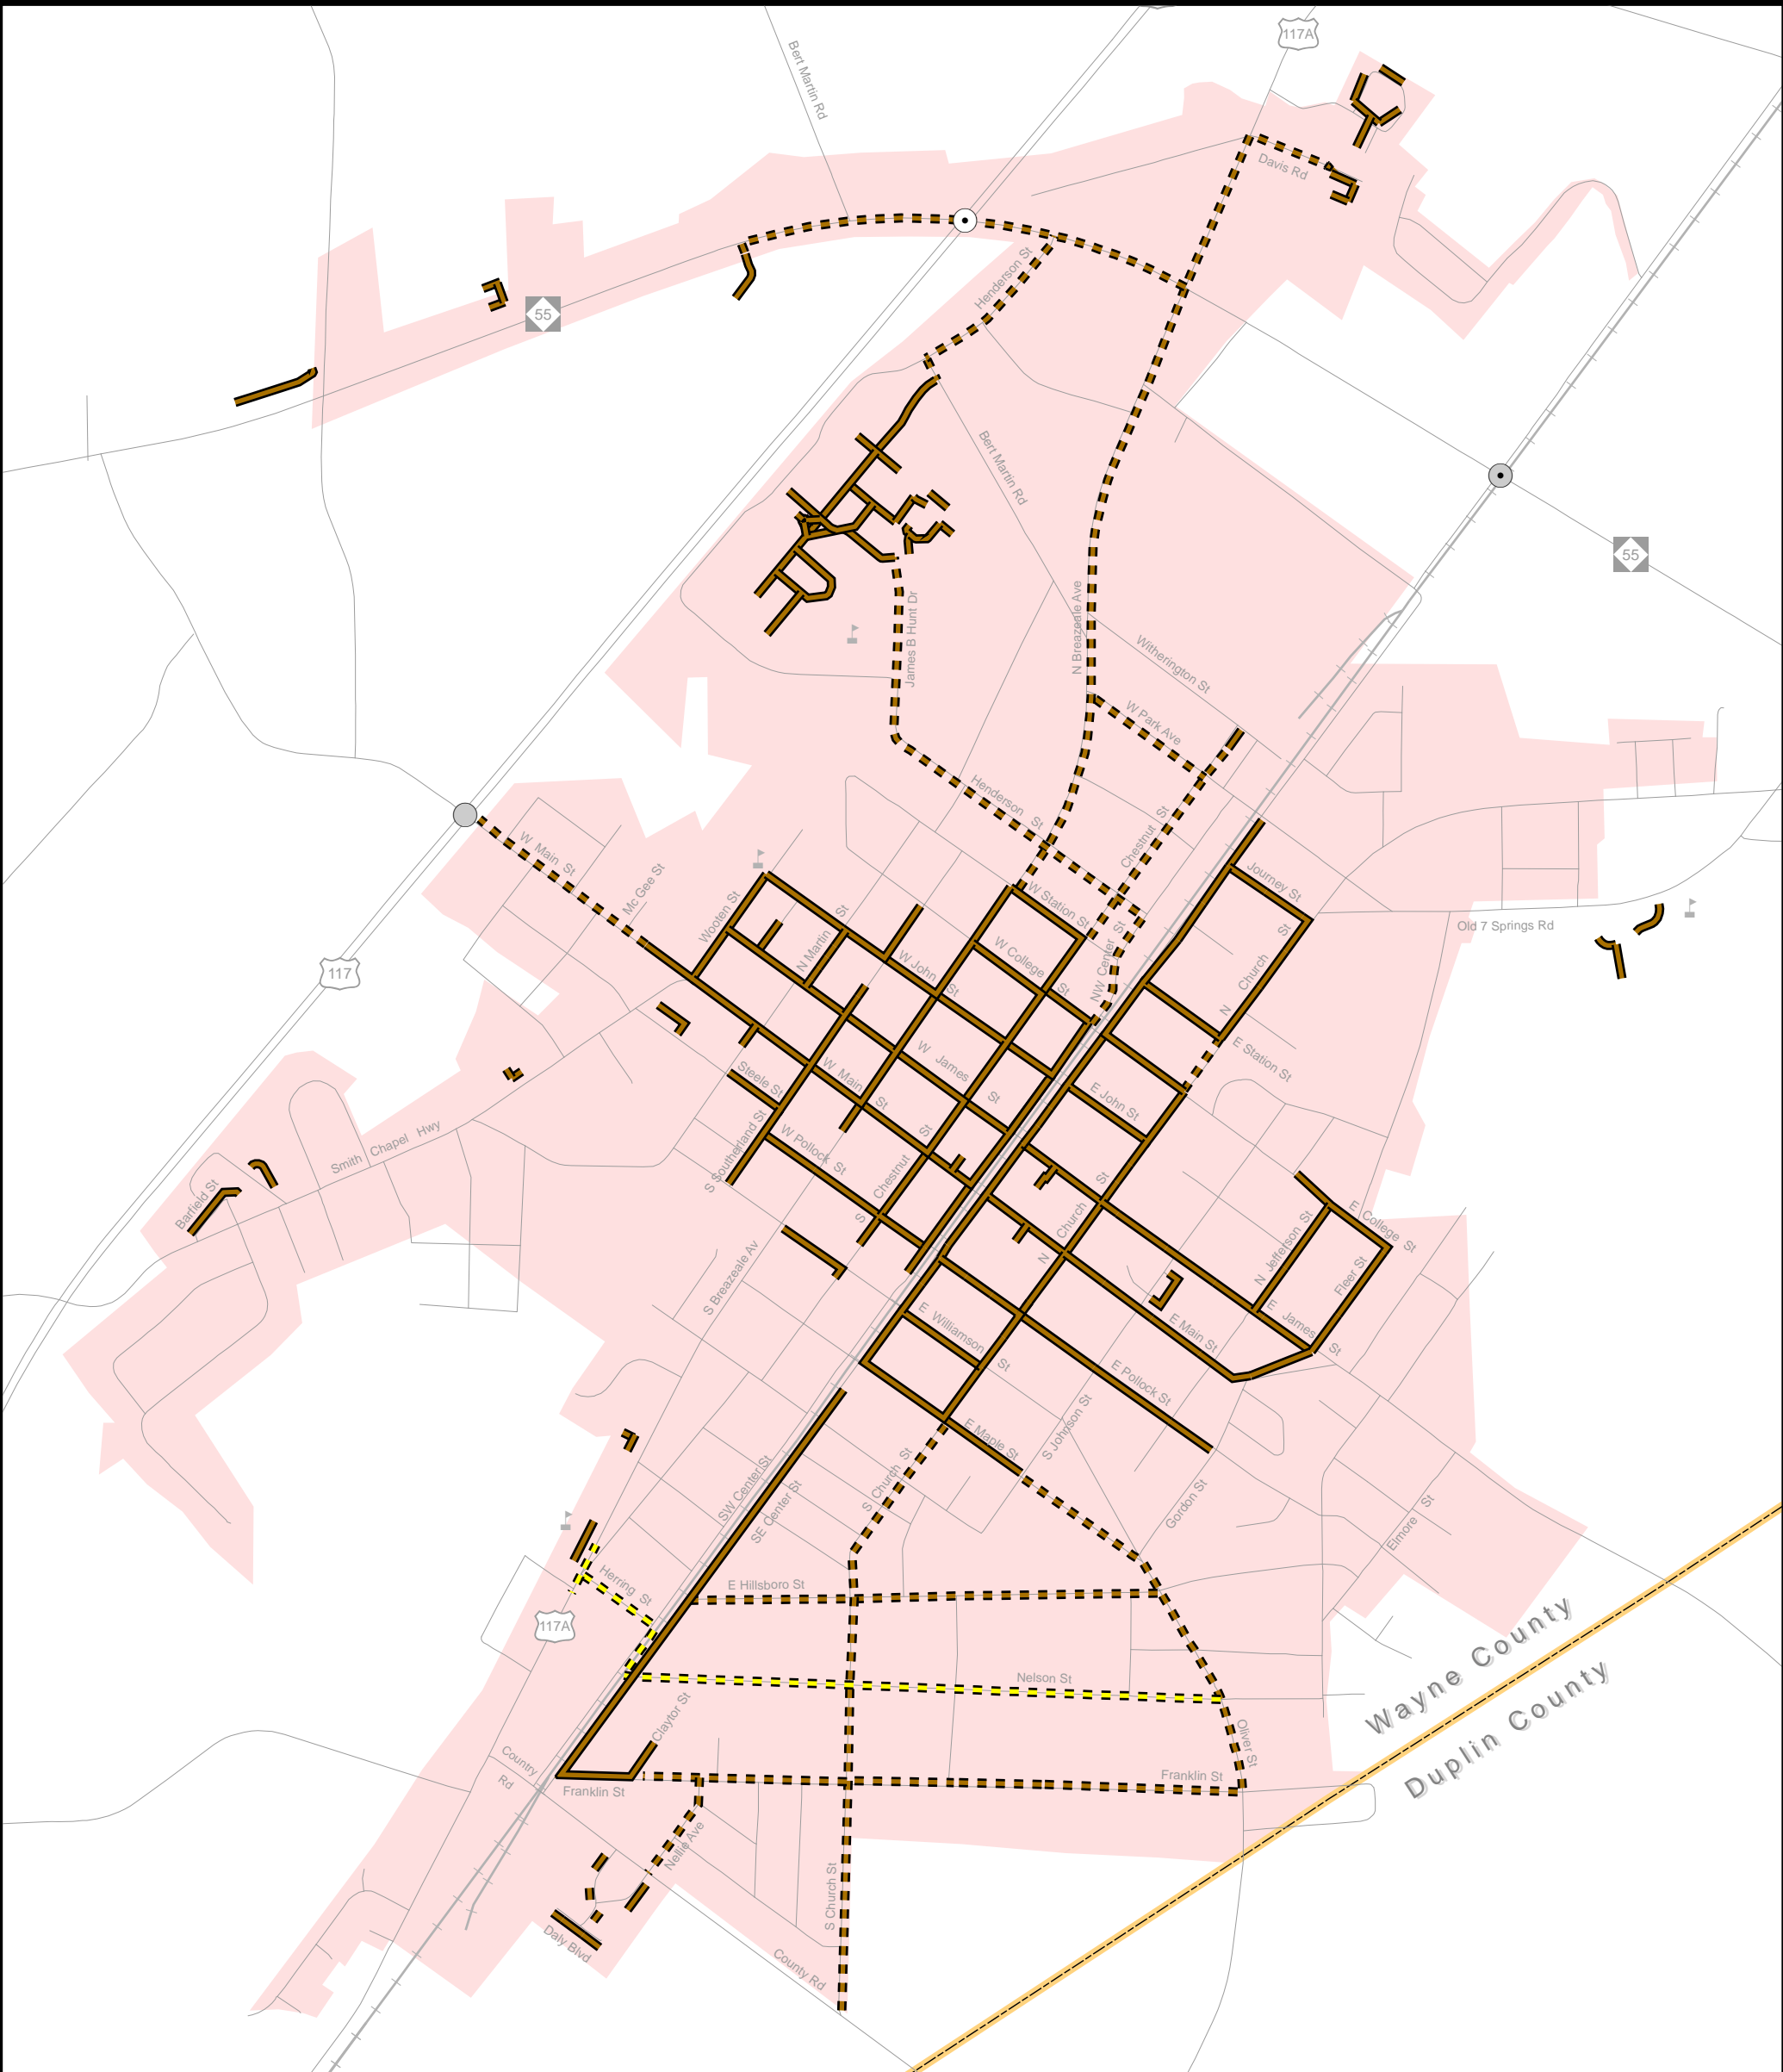 117A
Bert Martin Rd
Davis Rd
Henderson St
55
Bert Martin Rd
55
James B Hunt Dr
N Breazeale Ave
Witherington St
W Park Ave
Henderson St
Chestnut St
W Main St
Mc Gee St
Wooten St
N Martin St
W Station St
Journey St
W College St
NW Center St
N Church St
Old 7 Springs Rd
117
W John St
E Station St
W James St
W Main St
Steele St
E John St
S Southerland St
W Pollock St
S Chestnut St
Smith Chapel Hwy
Barfield St
N Church St
E College St
N Jefferson St
Fleer St
S Breazeale Av
E Williamson St
E Main St
E James St
E Pollock St
S Johnson St
E Maple St
S Church St
SW Center St
SE Center St
Gordon St
Elmore St
E Hillsboro St
Herring St
117A
Nelson St
Wayne County
Duplin County
Claytor St
Oliver St
Country Rd
Franklin St
Franklin St
Nellie Ave
S Church St
Daly Blvd
County Rd